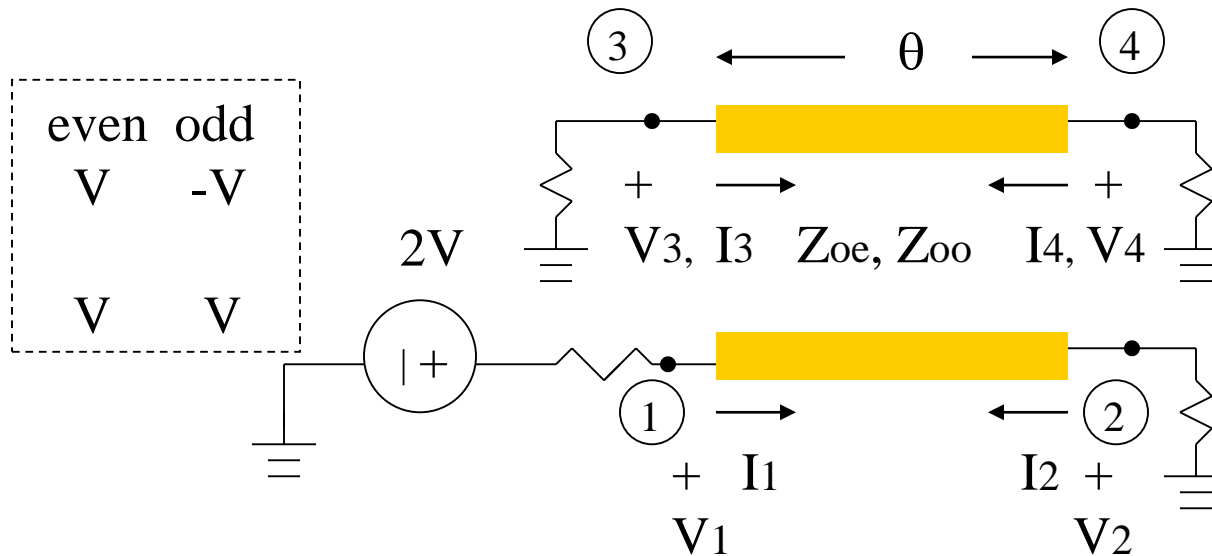 3 θ 4
even odd
V -V
+ +
2V V3, I3 Zoe, Zoo I4, V4
V V
| +
1 2
+ I1 I2 +
V1 V2